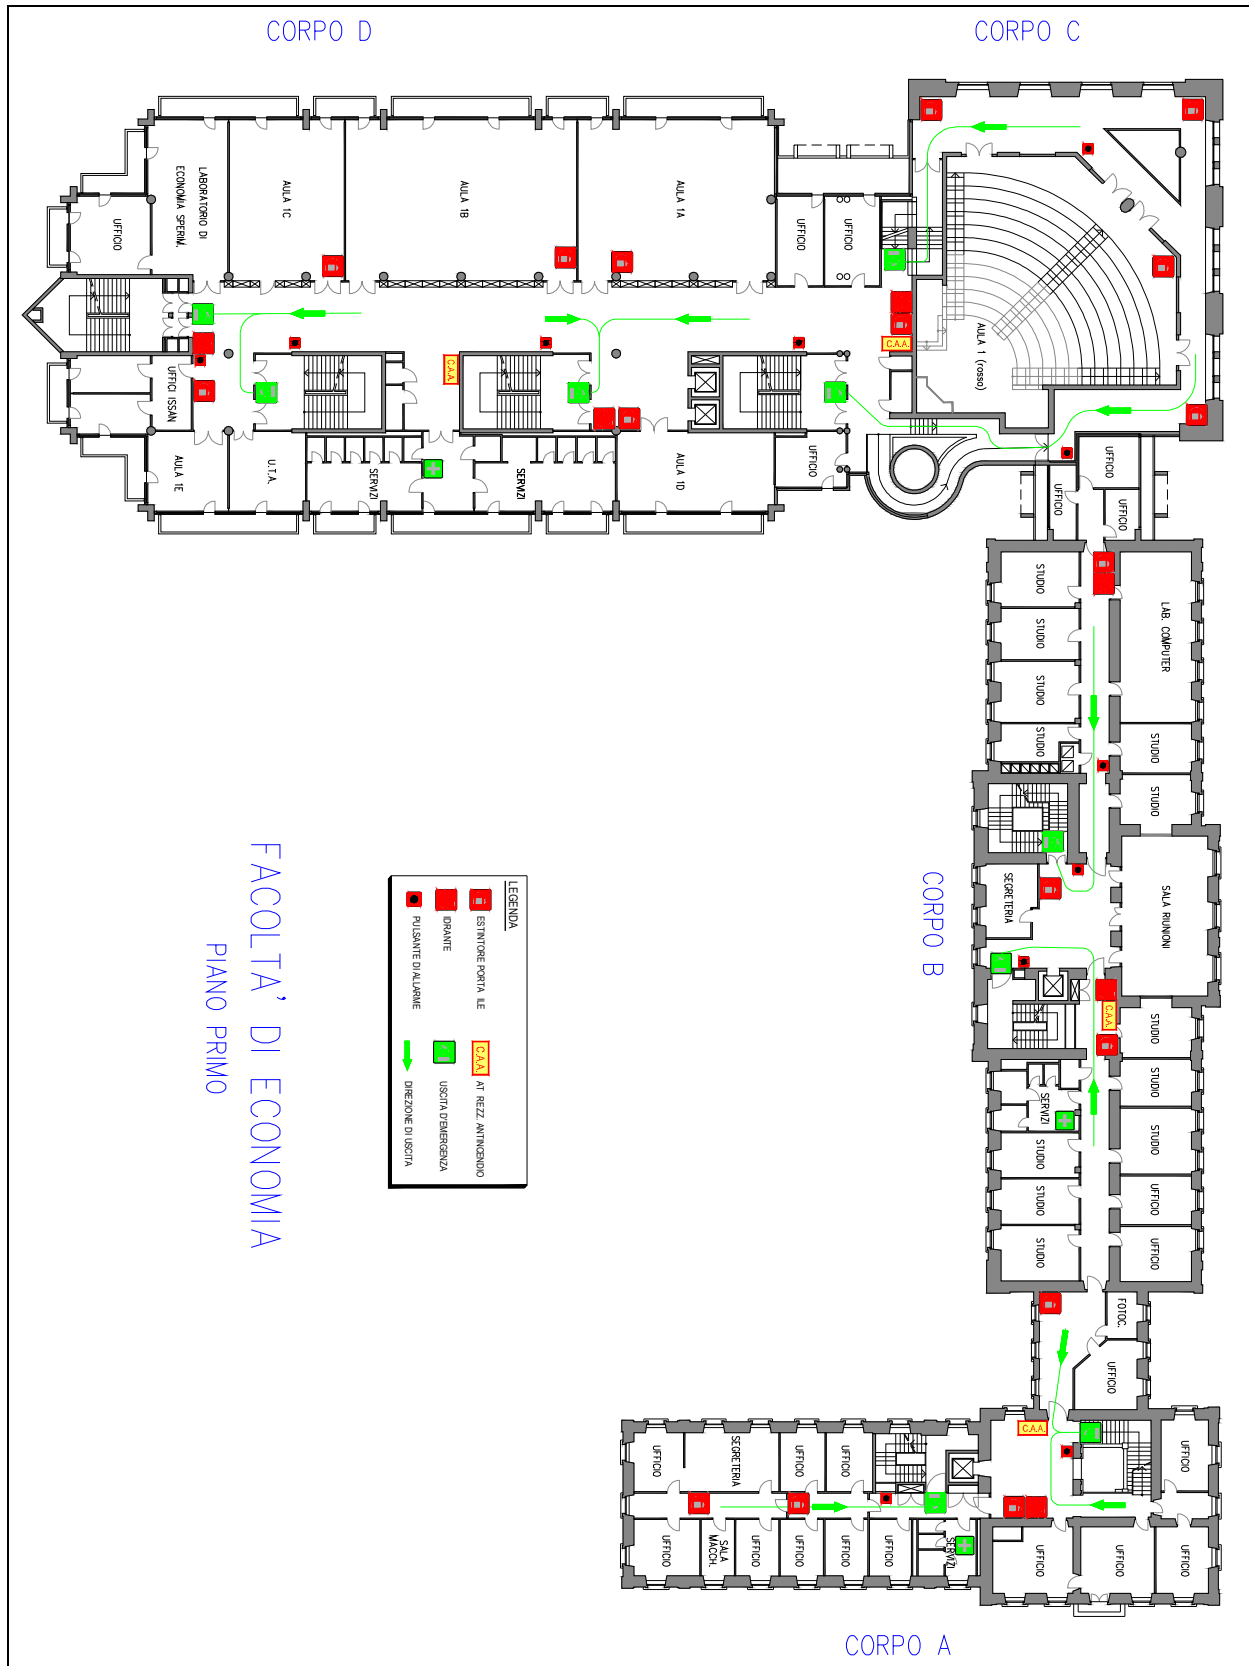 CORPO D
CORPO C
LABORATORIO DI
ECONOMIA SPERIM.
AULA 1C
AULA 1B
AULA 1A
UFFICIO
UFFICIO
UFFICIO
AULA 1 (rosso)
C.A.A.
C.A.A.
UFFICI ISSAN
AULA 1E
U.T.A.
SERVIZI
SERVIZI
AULA 1D
UFFICIO
UFFICIO
UFFICIO
UFFICIO
STUDIO
STUDIO
STUDIO
STUDIO
LAB. COMPUTER
STUDIO
STUDIO
SALA RIUNIONI
SEGRETERIA
CORPO B
C.A.A.
STUDIO
STUDIO
STUDIO
UFFICIO
UFFICIO
SERVIZI
STUDIO
STUDIO
STUDIO
FOTOC.
UFFICIO
FACOLTA' DI ECONOMIA
PIANO PRIMO
LEGENDA
ESTINTORE PORTA ILE
IDRANTE
PULSANTE DI ALLARME
C.A.A.
AT REZZ. ANTINCENDIO
USCITA D'EMERGENZA
DIREZIONE DI USCITA
C.A.A.
UFFICIO
SEGRETERIA
UFFICIO
UFFICIO
UFFICIO
UFFICIO
SALA
MACCH.
UFFICIO
UFFICIO
UFFICIO
UFFICIO
SERVIZI
UFFICIO
UFFICIO
UFFICIO
CORPO A